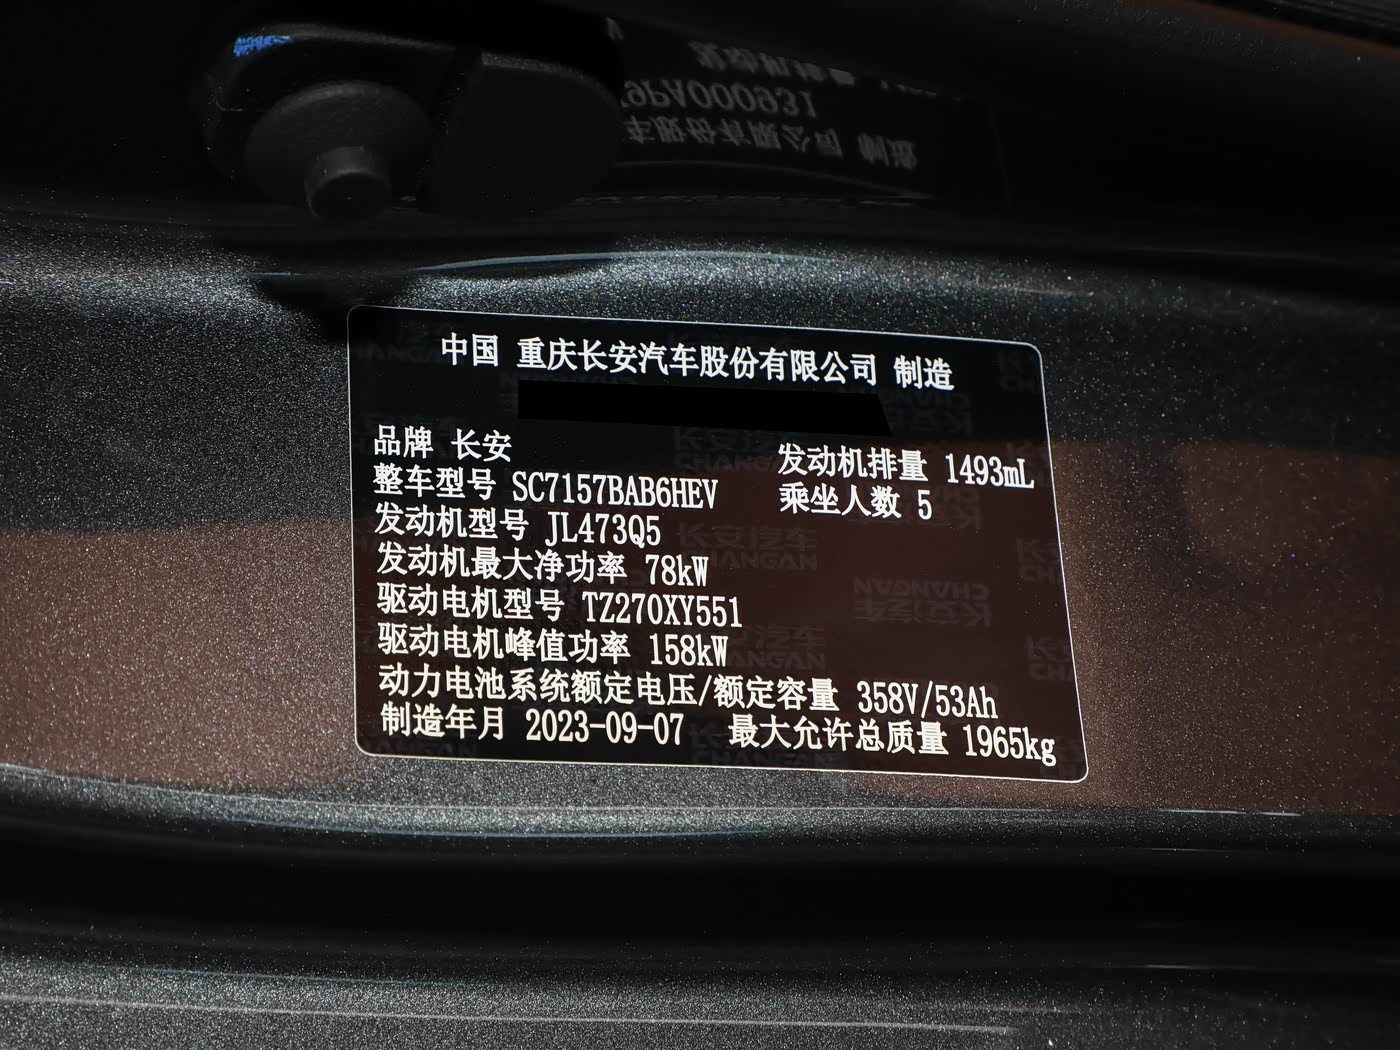 9PA000931
中国 重庆长安汽车股份有限公司 制造
品牌 长安
发动机排量 1493mL
整车型号 SC7157BAB6HEV
乘坐人数 5
发动机型号 JL473Q5
发动机最大净功率 78kW
驱动电机型号 TZ270XY551
驱动电机峰值功率 158kW
动力电池系统额定电压/额定容量 358V/53Ah
制造年月 2023-09-07 最大允许总质量 1965kg